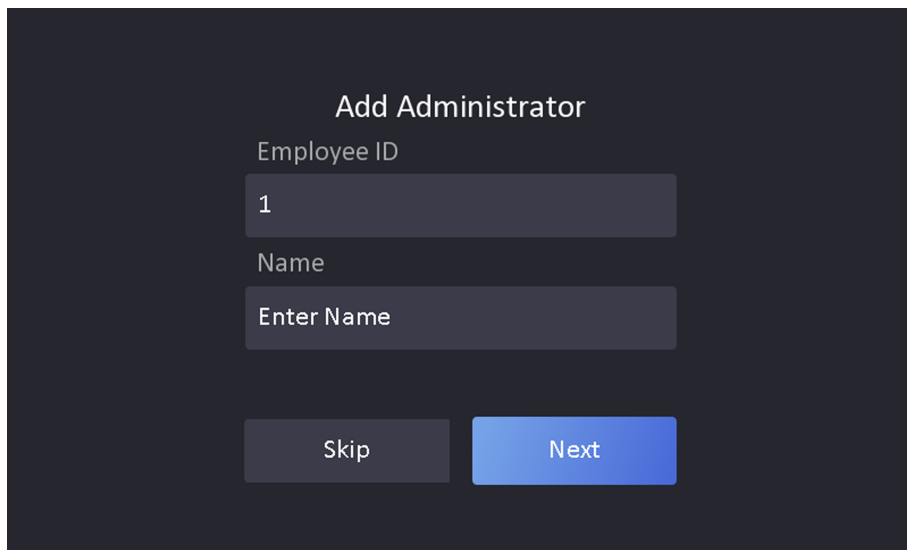 Add Administrator
Employee ID
1
Name
Enter Name
Skip Next